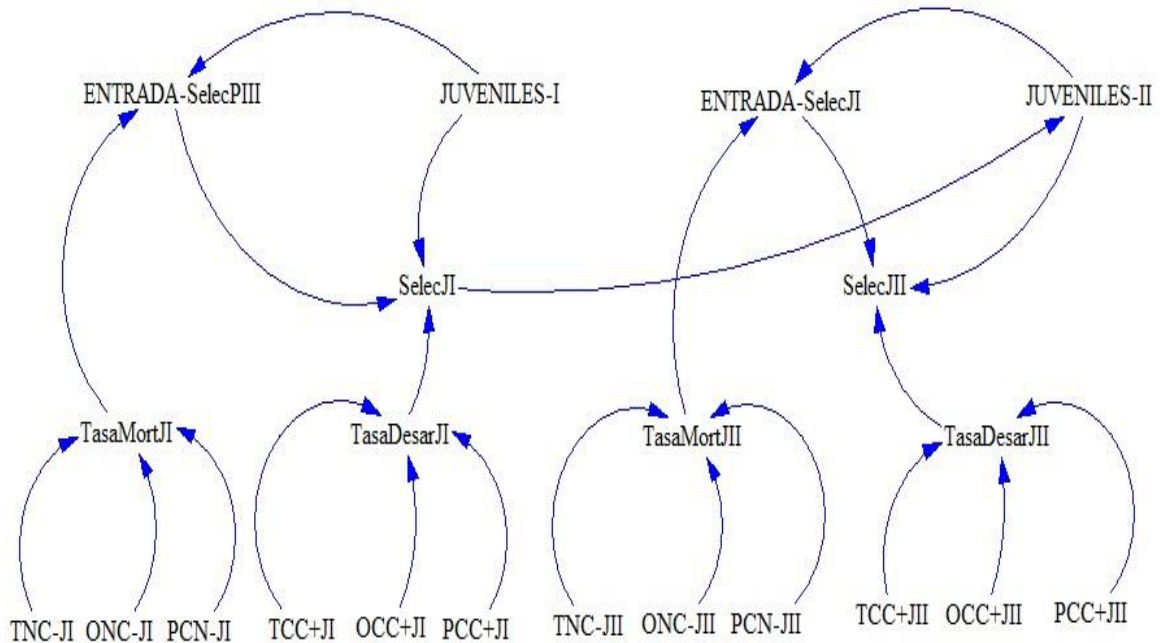 ENTRADA-SelecPIII
JUVENILES-I
ENTRADA-SelecJI
JUVENILES-II
SelecJI
SelecJII
TasaMortJI
TasaDesarJI
TasaMortJII
TasaDesarJII
TNC-JI
ONC-JI
PCN-JI
TCC+JI
OCC+JI
PCC+JI
TNC-JII
ONC-JII
PCN-JII
TCC+JII
OCC+JII
PCC+JII